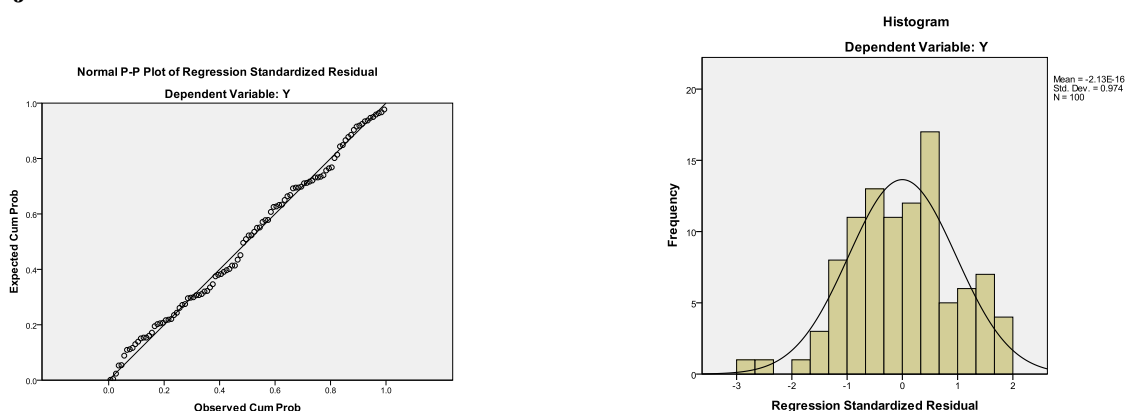 Normal P-P Plot of Regression Standardized Residual
Dependent Variable: Y
1.0
0.8
0.6
0.4
0.2
0.0
Expected Cum Prob
0.0 0.2 0.4 0.6 0.8 1.0
Observed Cum Prob
Histogram
Dependent Variable: Y
Mean = -2.13E-16
Std. Dev. = 0.974
N = 100
20
15
10
5
0
Frequency
-3 -2 -1 0 1 2
Regression Standardized Residual